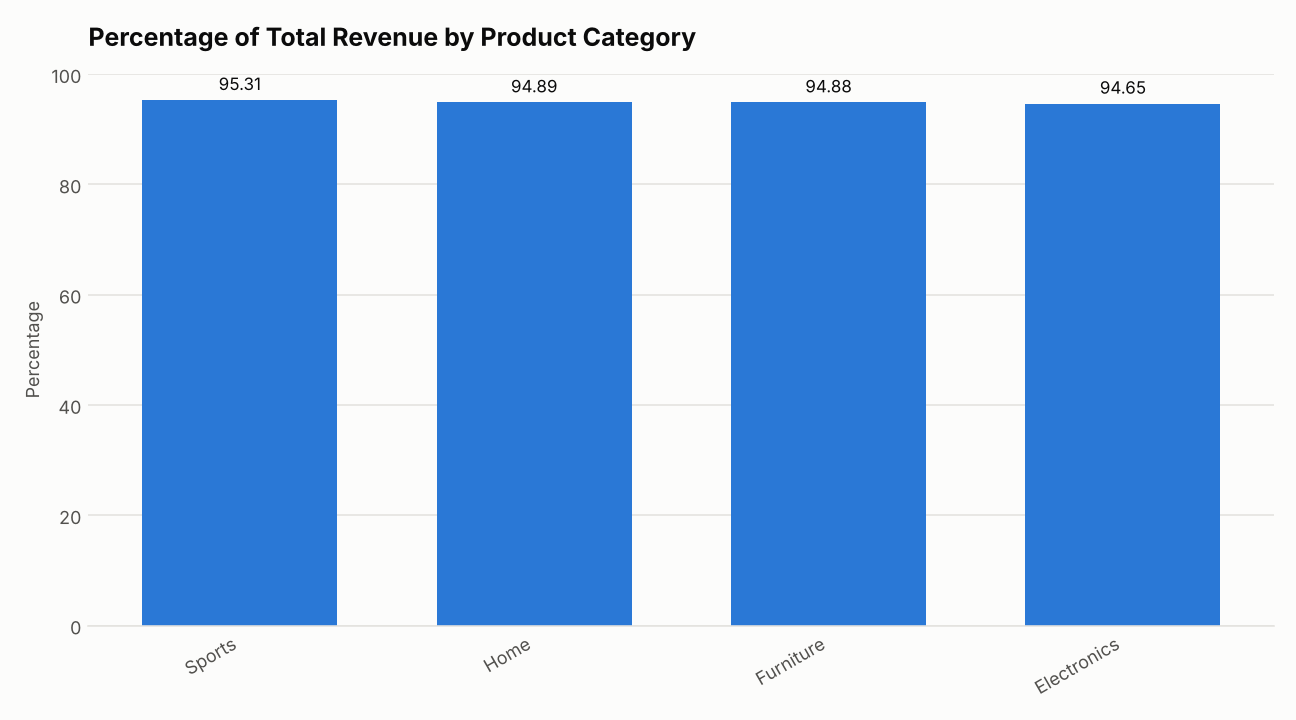 Percentage of Total Revenue by Product Category
100
80
60
40
20
0
Percentage
95.31
94.89
94.88
94.65
Sports
Home
Furniture
Electronics